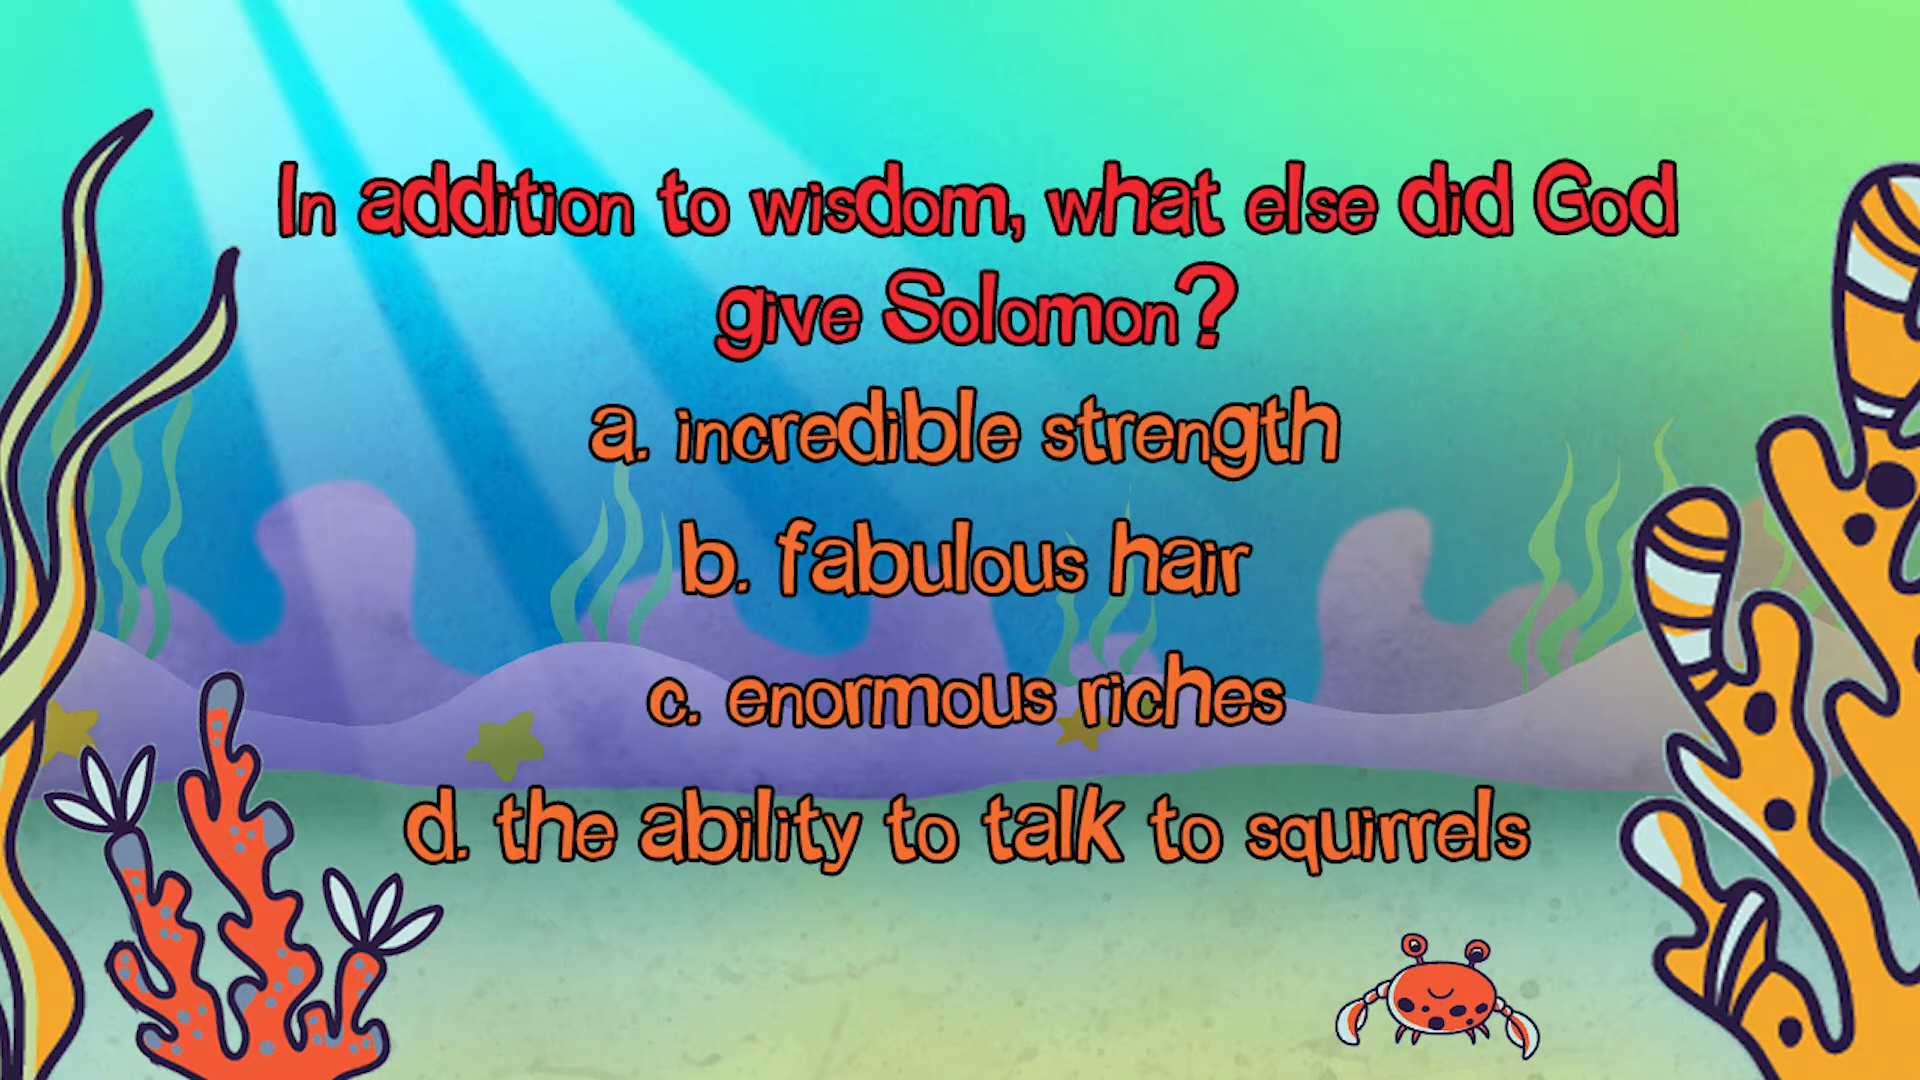 In addition to wisdom, what else did God
give Solomon?
a. incredible strength
b. fabulous hair
c. enormous riches
d. the ability to talk to squirrels